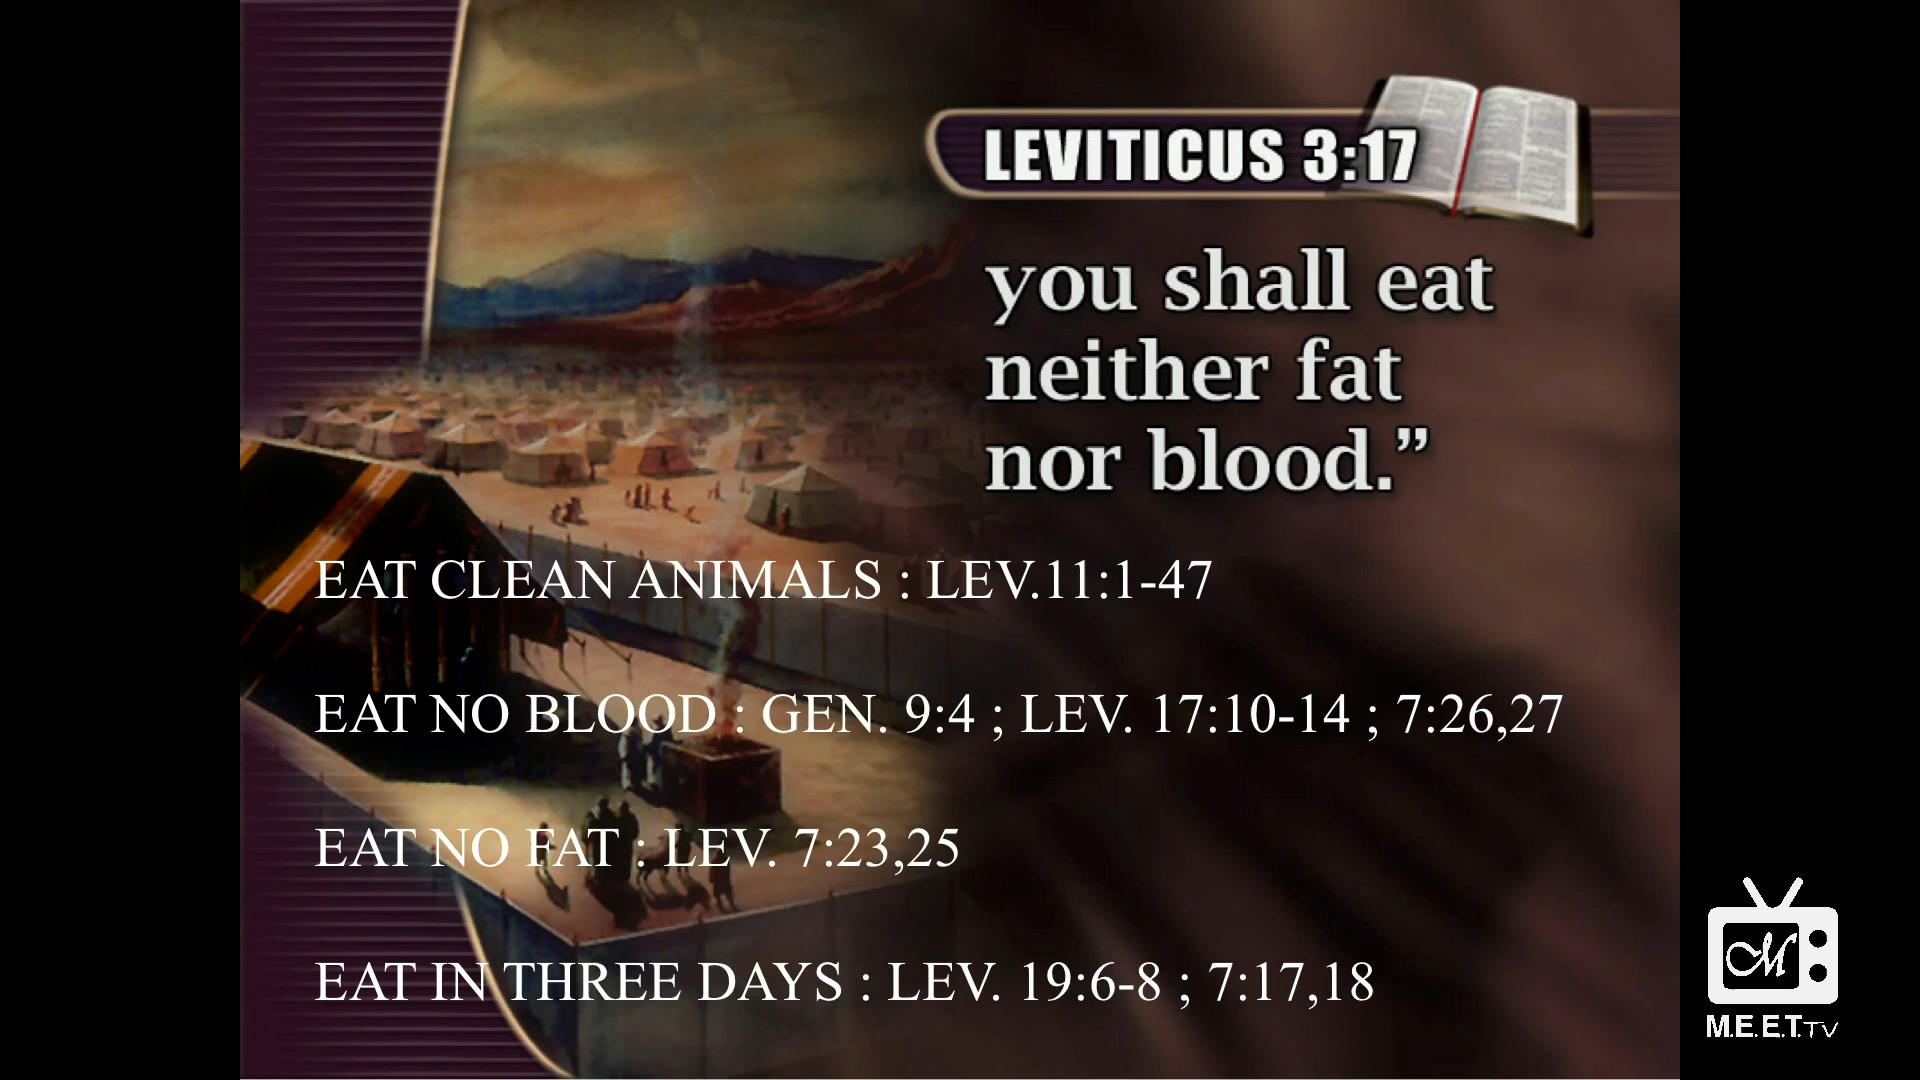 LEVITICUS 3:17
you shall eat
neither fat
nor blood.”
EAT CLEAN ANIMALS : LEV.11:1-47
EAT NO BLOOD : GEN. 9:4 ; LEV. 17:10-14 ; 7:26,27
EAT NO FAT : LEV. 7:23,25
EAT IN THREE DAYS : LEV. 19:6-8 ; 7:17,18
M
M.E.E.T.TV